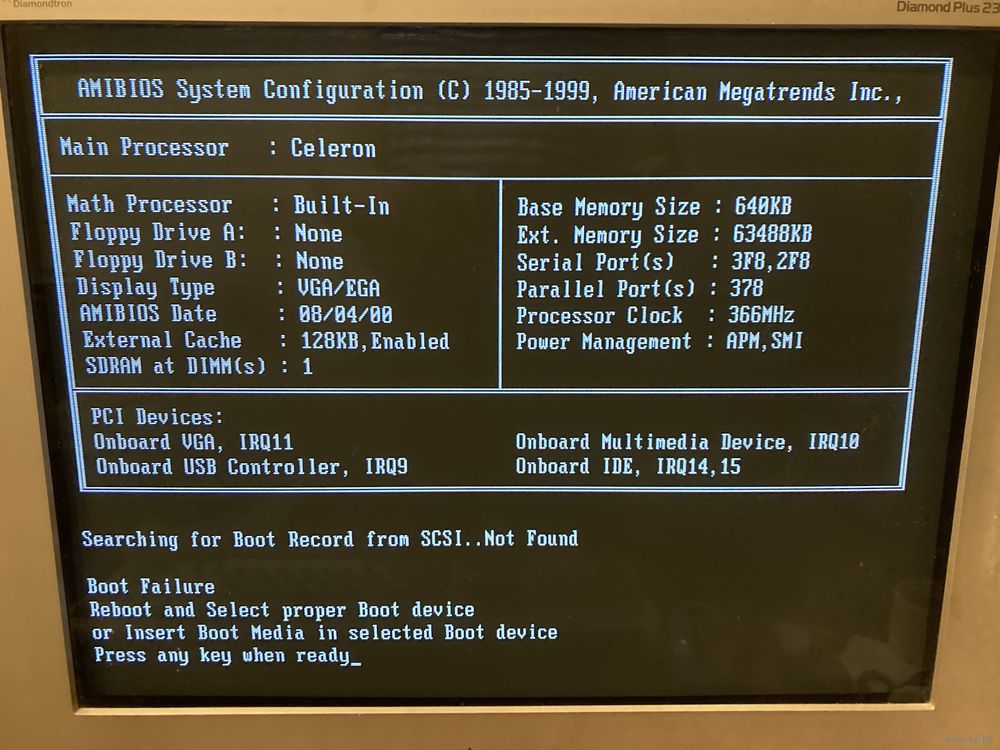 Diamondtron
Diamond Plus 23
AMIBIOS System Configuration (C) 1985-1999, American Megatrends Inc.,
Main Processor : Celeron
Math Processor : Built-In
Floppy Drive A: : None
Floppy Drive B: : None
Display Type : VGA/EGA
AMIBIOS Date : 08/04/00
External Cache : 128KB,Enabled
SDRAM at DIMM(s) : 1
Base Memory Size : 640KB
Ext. Memory Size : 63488KB
Serial Port(s) : 3F8,2F8
Parallel Port(s) : 378
Processor Clock : 366MHz
Power Management : APM,SMI
PCI Devices:
Onboard VGA, IRQ11
Onboard USB Controller, IRQ9
Onboard Multimedia Device, IRQ10
Onboard IDE, IRQ14,15
Searching for Boot Record from SCSI..Not Found
Boot Failure
Reboot and Select proper Boot device
or Insert Boot Media in selected Boot device
Press any key when ready_
www.ay.by